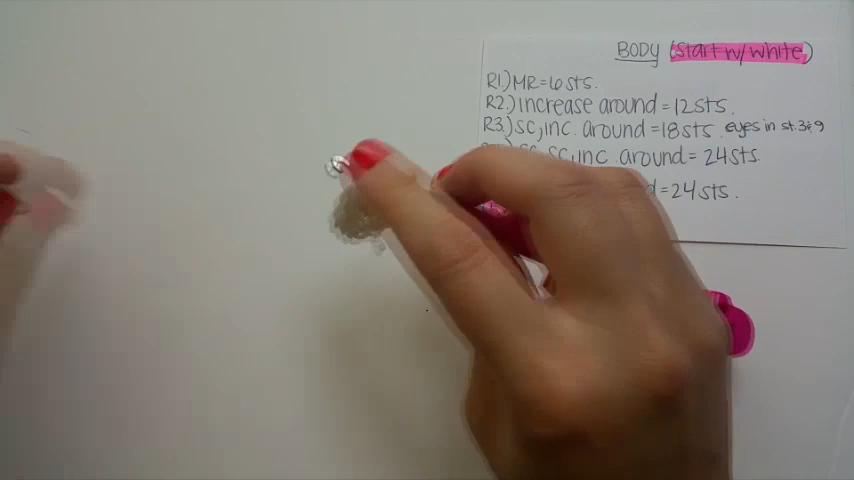 BODY (Start w/ white)
R1.) MR = 6 sts.
R2.) increase around = 12 sts.
R3.) SC, inc. around = 18 sts. eyes in st. 3 & 9
SC, SC, inc around = 24 sts.
= 24 sts.